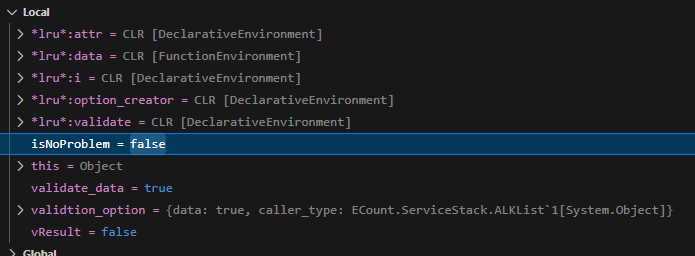 Local
*lru*:attr = CLR [DeclarativeEnvironment]
*lru*:data = CLR [FunctionEnvironment]
*lru*:i = CLR [DeclarativeEnvironment]
*lru*:option_creator = CLR [DeclarativeEnvironment]
*lru*:validate = CLR [DeclarativeEnvironment]
isNoProblem = false
this = Object
validate_data = true
validtion_option = {data: true, caller_type: ECount.ServiceStack.ALKList`1[System.Object]}
vResult = false
Global